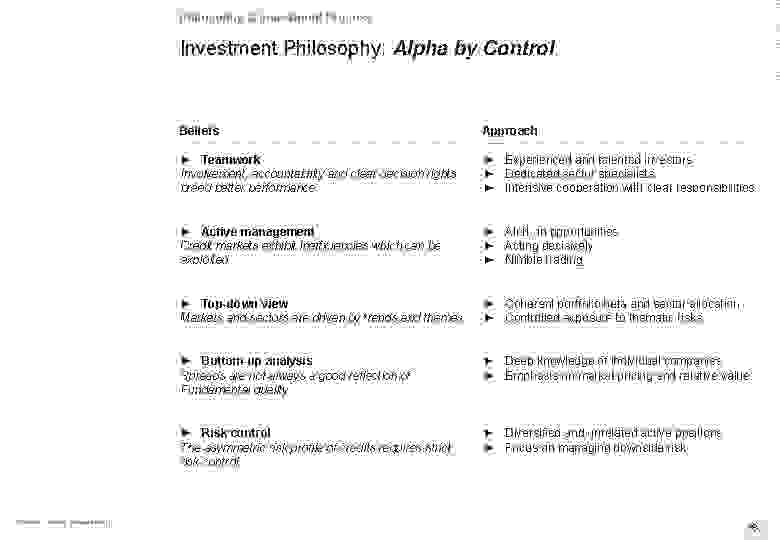 Philosophy & Investment Process
Investment Philosophy: Alpha by Control
Beliefs
Approach
► Teamwork
Involvement, accountability and clear decision rights
breed better performance
► Experienced and talented investors
► Dedicated sector specialists
► Intensive cooperation with clear responsibilities
► Active management
Credit markets exhibit inefficiencies which can be
exploited
► in opportunities
► Acting decisively
► Nimble trading
► Top-down view
Markets and sectors are driven by trends and themes
► Coherent portfolio beta and sector allocation
► Controlled exposure to thematic risks
► Bottom-up analysis
Spreads are not always a good reflection of
Fundamental quality
► Deep knowledge of individual companies
► Emphasis on market pricing and relative value
► Risk control
The asymmetric risk profile of credits requires strict
risk control
► Diversified and unrelated active positions
► Focus on managing downside risk